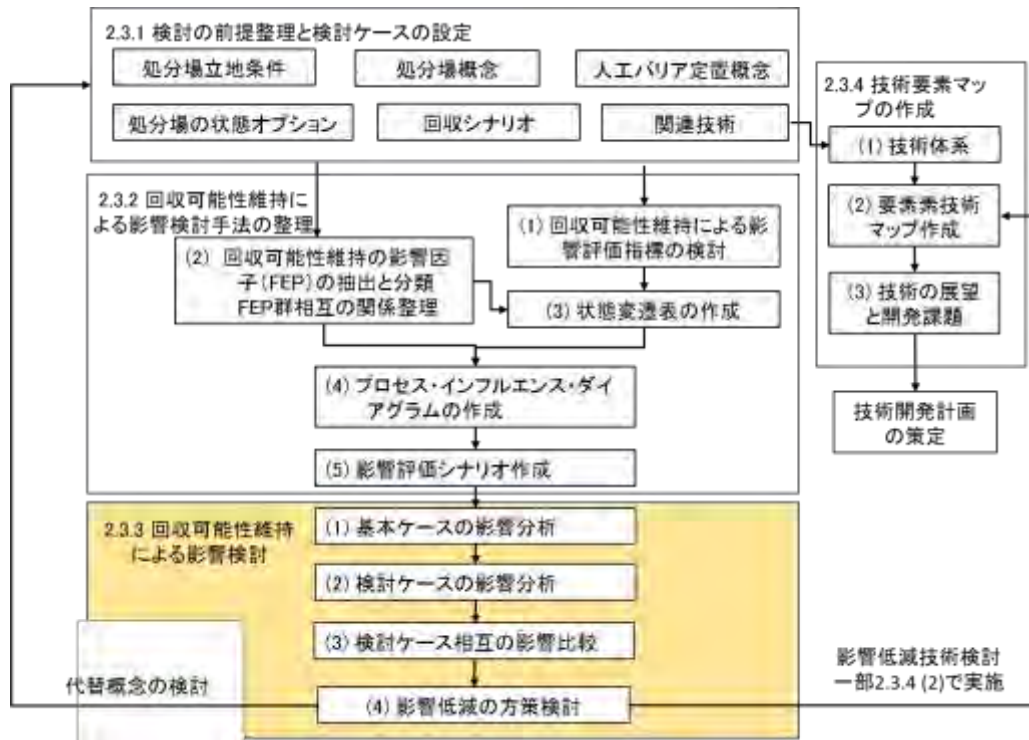 2.3.1 検討の前提整理と検討ケースの設定
処分場立地条件
処分場概念
人工バリア定置概念
処分場の状態オプション
回収シナリオ
関連技術
2.3.2 回収可能性維持に
よる影響検討手法の整理
(1) 回収可能性維持による影
響評価指標の検討
(2) 回収可能性維持の影響因
子(FEP)の抽出と分類
FEP群相互の関係整理
(3) 状態変遷表の作成
(4) プロセス・インフルエンス・ダイ
アグラムの作成
(5) 影響評価シナリオ作成
2.3.3 回収可能性維持
による影響検討
(1) 基本ケースの影響分析
(2) 検討ケースの影響分析
(3) 検討ケース相互の影響比較
(4) 影響低減の方策検討
代替概念の検討
2.3.4 技術要素マッ
プの作成
(1) 技術体系
(2) 要素素技術
マップ作成
(3) 技術の展望
と開発課題
技術開発計画
の策定
影響低減技術検討
一部2.3.4 (2)で実施